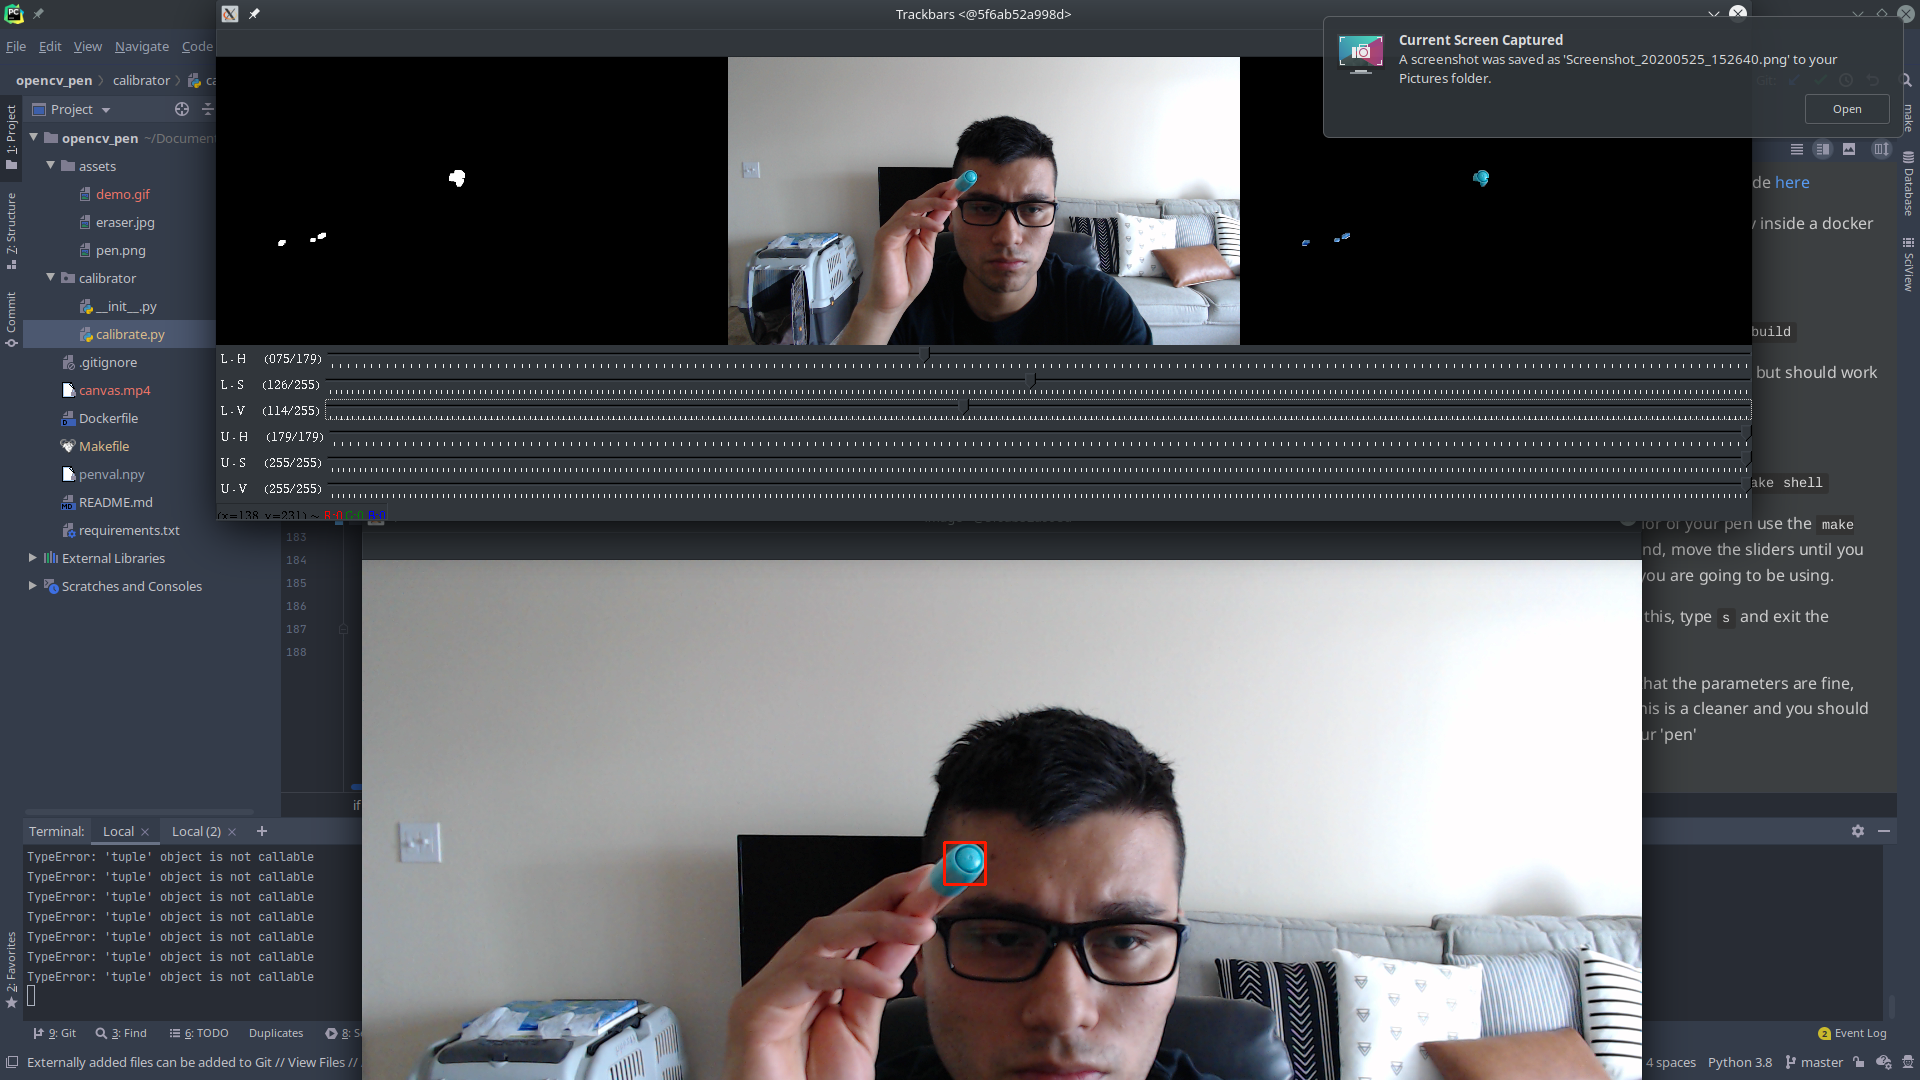 Trackbars <@5f6ab52a998d>
PC
File Edit View Navigate Code
opencv_pen calibrator
Current Screen Captured
A screenshot was saved as 'Screenshot_20200525_152640.png' to your
Pictures folder.
Open
Project
opencv_pen ~/Document
assets
demo.gif
eraser.jpg
pen.png
calibrator
__init__.py
calibrate.py
.gitignore
canvas.mp4
Dockerfile
Makefile
penval.npy
README.md
requirements.txt
External Libraries
Scratches and Consoles
1: Project
7: Structure
Commit
2: Favorites
make
Database
SciView
L-H (075/179)
L-S (126/255)
L-V (114/255)
U-H (179/179)
U-S (255/255)
U-V (255/255)
(x=138, y=231) ~ R:0 G:0 B:0
de here
inside a docker
build
but should work
ake shell
or of your pen use the make
nd, move the sliders until you
you are going to be using.
this, type s and exit the
hat the parameters are fine,
his is a cleaner and you should
ur 'pen'
183
184
185
186
187
188
if
Terminal: Local Local (2)
TypeError: 'tuple' object is not callable
TypeError: 'tuple' object is not callable
TypeError: 'tuple' object is not callable
TypeError: 'tuple' object is not callable
TypeError: 'tuple' object is not callable
TypeError: 'tuple' object is not callable
TypeError: 'tuple' object is not callable
9: Git 3: Find 6: TODO Duplicates 8: S
2 Event Log
Externally added files can be added to Git // View Files //
4 spaces Python 3.8 master